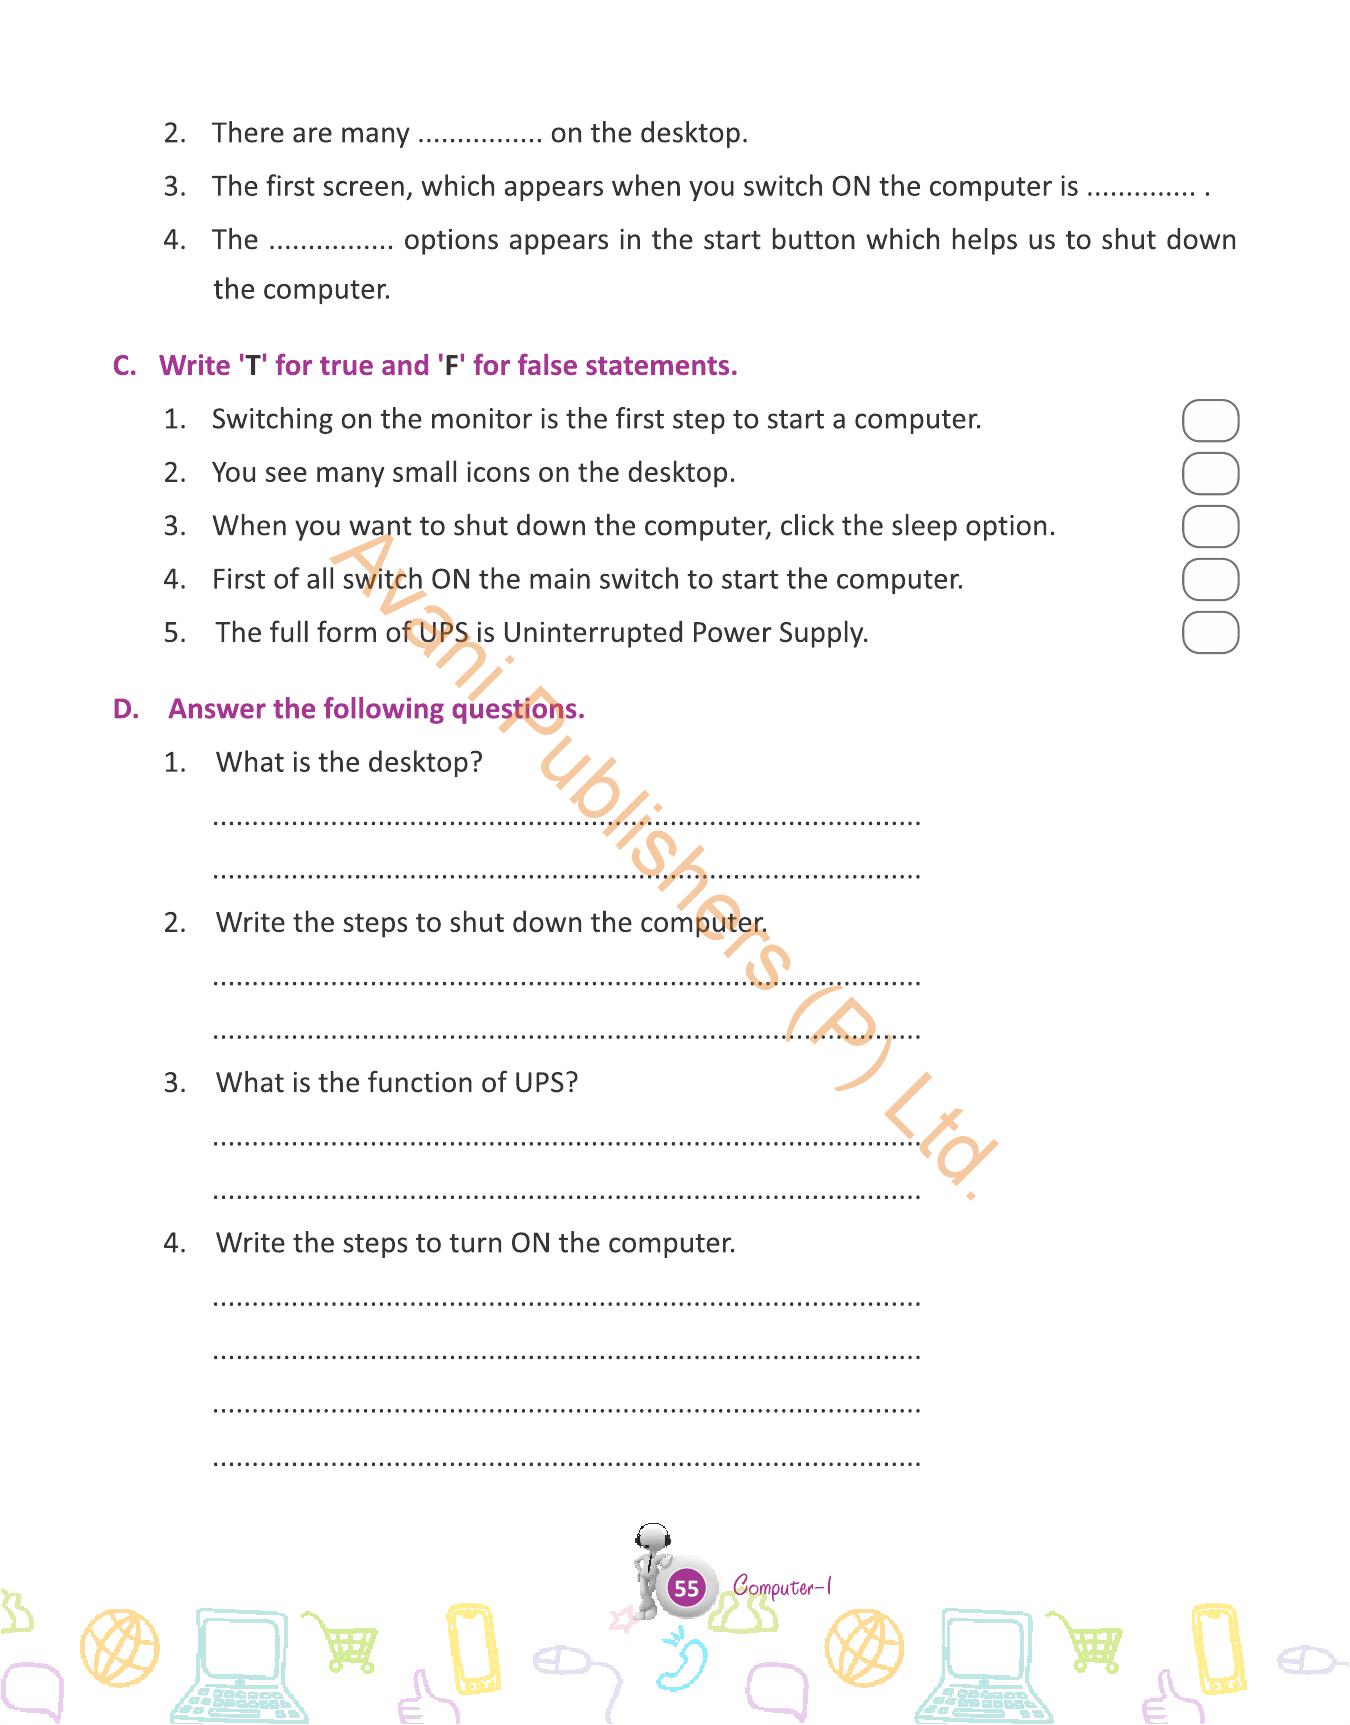 2. There are many ................ on the desktop.
3. The first screen, which appears when you switch ON the computer is .............. .
4. The ................ options appears in the start button which helps us to shut down
the computer.
C. Write 'T' for true and 'F' for false statements.
1. Switching on the monitor is the first step to start a computer.
2. You see many small icons on the desktop.
3. When you want to shut down the computer, click the sleep option.
4. First of all switch ON the main switch to start the computer.
5. The full form of UPS is Uninterrupted Power Supply.
D. Answer the following questions.
1. What is the desktop?
..........................................................................................
..........................................................................................
2. Write the steps to shut down the computer.
..........................................................................................
..........................................................................................
3. What is the function of UPS?
..........................................................................................
..........................................................................................
4. Write the steps to turn ON the computer.
..........................................................................................
..........................................................................................
..........................................................................................
..........................................................................................
Avani Publishers (P) Ltd.
55 Computer-1